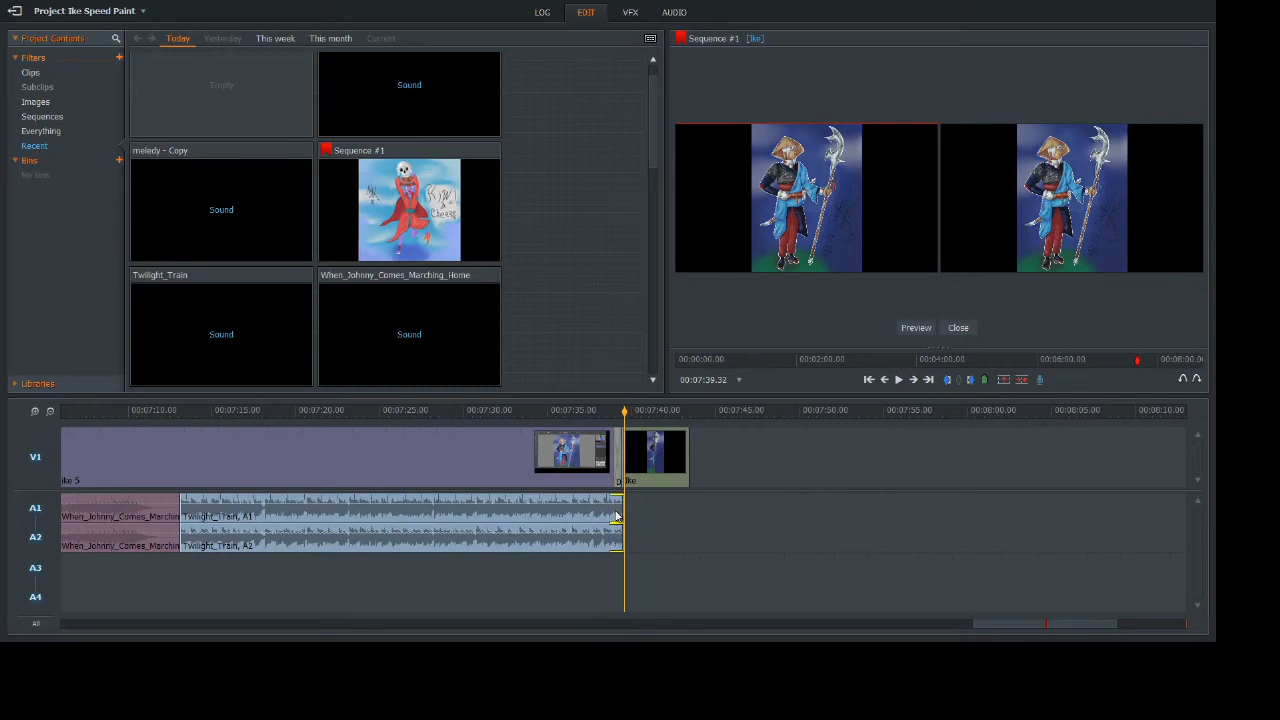 Project Ike Speed Paint
LOG
EDIT
VFX
AUDIO
Project Contents
Today
Yesterday
This week
This month
Current
Sequence #1 [Ike]
Filters
Clips
Subclips
Images
Sequences
Everything
Recent
Bins
No bins
Libraries
Empty
Sound
meledy - Copy
Sequence #1
Sound
Kiwi
Cheeze
Twilight_Train
When_Johnny_Comes_Marching_Home
Sound
Sound
Preview
Close
00:00:00.00
00:02:00.00
00:04:00.00
00:06:00.00
00:08:00.0
00:07:39.32
00:07:10.00
00:07:15.00
00:07:20.00
00:07:25.00
00:07:30.00
00:07:35.00
00:07:40.00
00:07:45.00
00:07:50.00
00:07:55.00
00:08:00.00
00:08:05.00
00:08:10.00
V1
ike 5
D
Ike
A1
When_Johnny_Comes_Marchin
Twilight_Train, A1
A2
When_Johnny_Comes_Marchin
Twilight_Train, A2
A3
A4
All